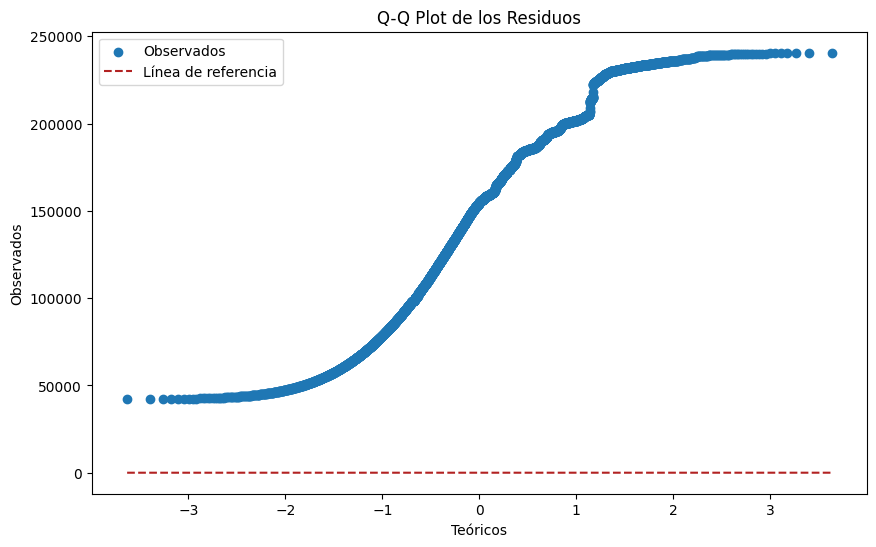 Q-Q Plot de los Residuos
Observados
Línea de referencia
250000
200000
150000
100000
50000
0
Observados
−3
−2
−1
0
1
2
3
Teóricos